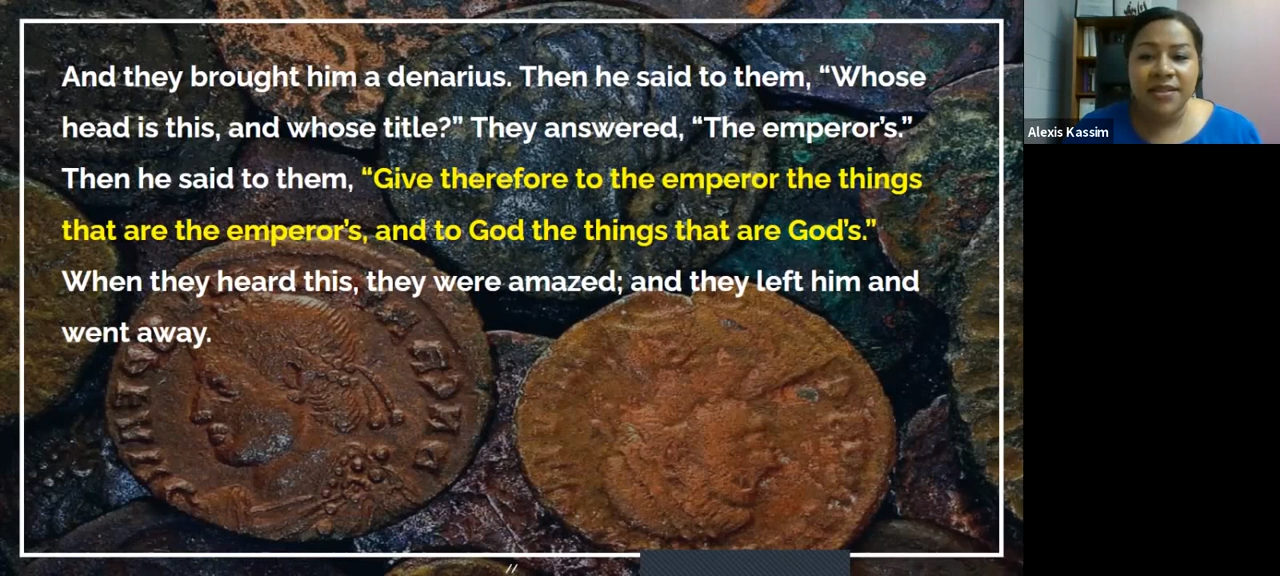 And they brought him a denarius. Then he said to them, “Whose
head is this, and whose title?” They answered, “The emperor’s.”
Then he said to them, “Give therefore to the emperor the things
that are the emperor’s, and to God the things that are God’s.”
When they heard this, they were amazed; and they left him and
went away.
//
Alexis Kassim